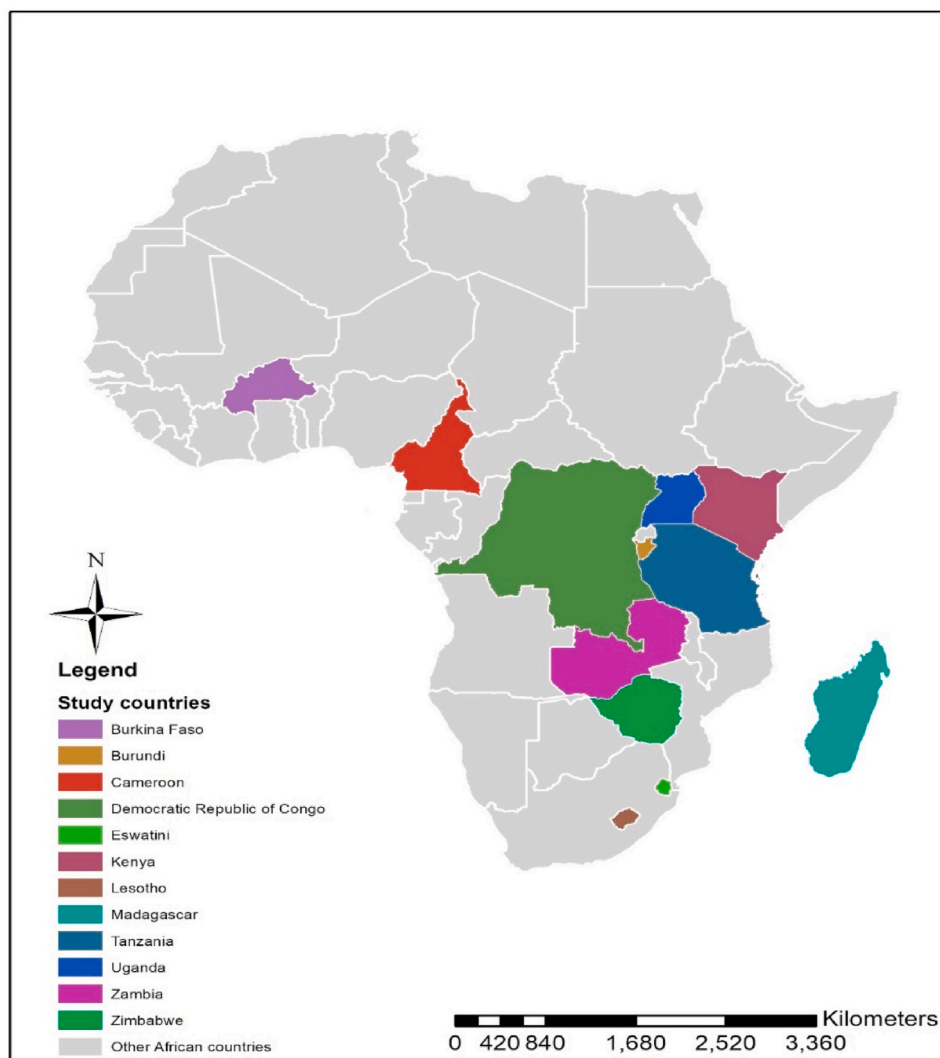 N
Legend
Study countries
Burkina Faso
Burundi
Cameroon
Democratic Republic of Congo
Eswatini
Kenya
Lesotho
Madagascar
Tanzania
Uganda
Zambia
Zimbabwe
Other African countries
Kilometers
0 420 840 1,680 2,520 3,360